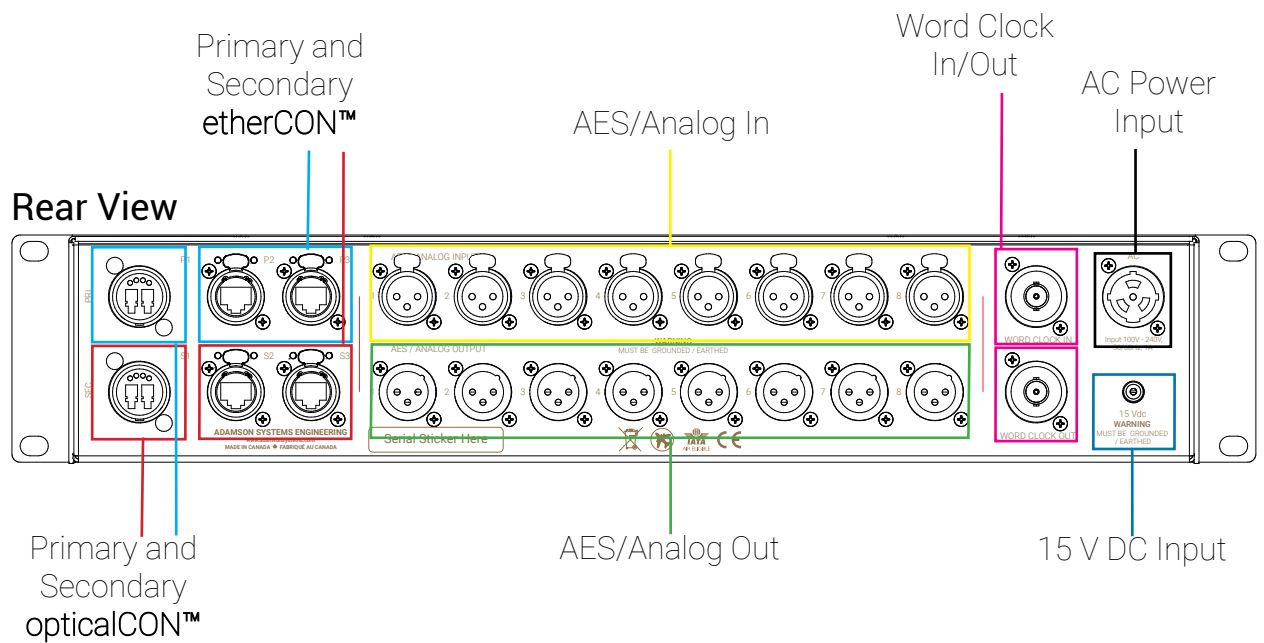 Primary and
Secondary
etherCON™
AES/Analog In
Word Clock
In/Out
AC Power
Input
Rear View
PRI
P1
P2
P3
ANALOG INPUT
1
2
3
4
5
6
7
8
WORD CLOCK IN
AC
Input 100V - 240V,
WARNING
MUST BE GROUNDED / EARTHED
SEC
S1
S2
S3
AES / ANALOG OUTPUT
1
2
3
4
5
6
7
8
WORD CLOCK OUT
15 Vdc
WARNING
MUST BE GROUNDED
/ EARTHED
ADAMSON SYSTEMS ENGINEERING
MADE IN CANADA FABRIQUÉ AU CANADA
Serial Sticker Here
IATA
AIR ELIGIBLE
CE
Primary and
Secondary
opticalCON™
AES/Analog Out
15 V DC Input